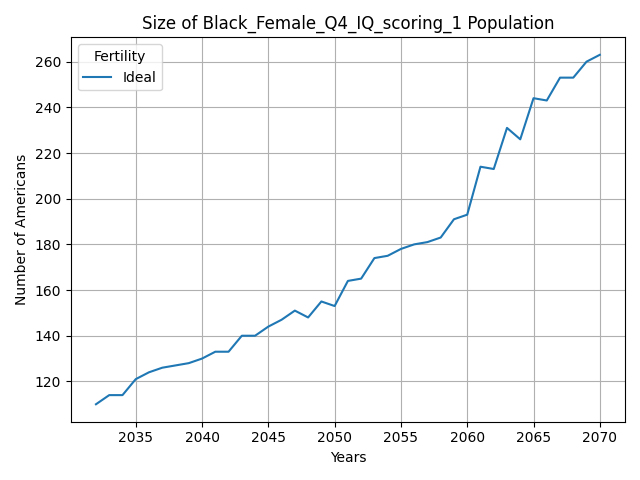 Size of Black_Female_Q4_IQ_scoring_1 Population
Fertility
Ideal
Number of Americans
260
240
220
200
180
160
140
120
2035 2040 2045 2050 2055 2060 2065 2070
Years